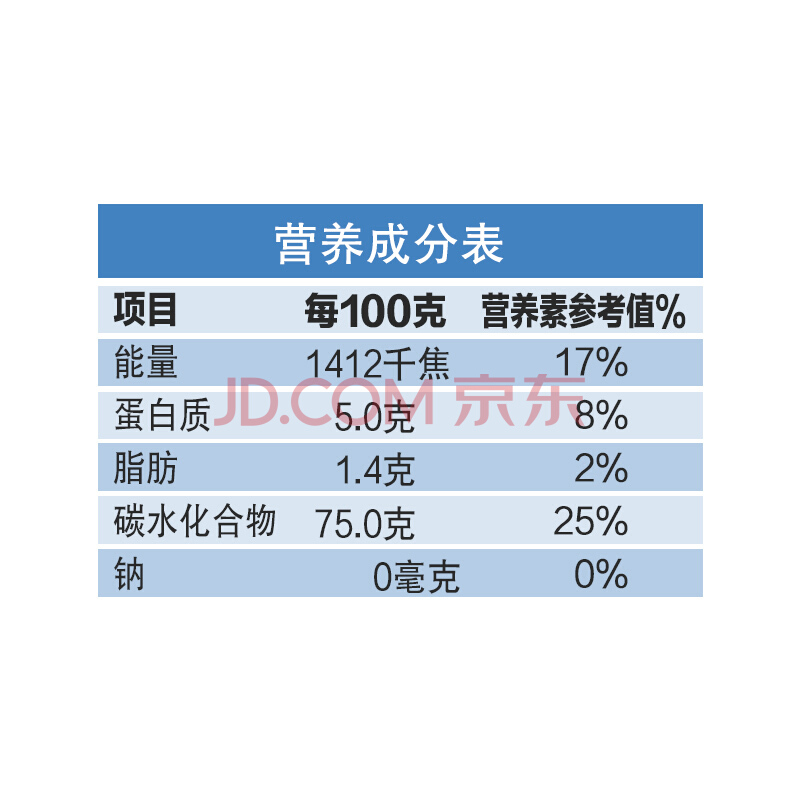 营养成分表
项目 每100克 营养素参考值%
能量 1412千焦 17%
JD.COM 京东
蛋白质 5.0克 8%
脂肪 1.4克 2%
碳水化合物 75.0克 25%
钠 0毫克 0%